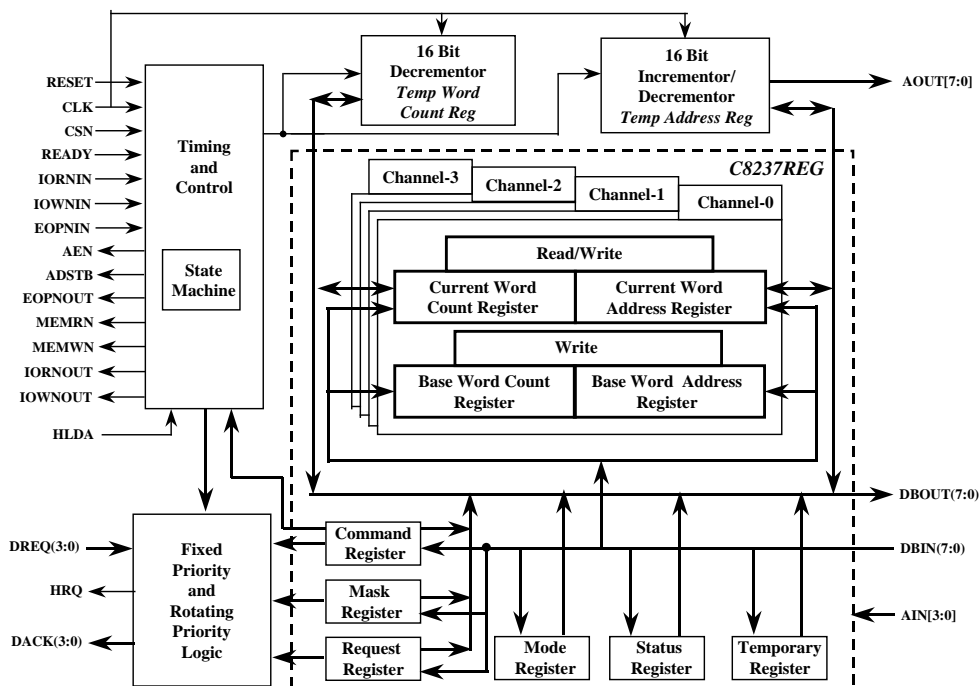 RESET
CLK
CSN
READY
IORNIN
IOWNIN
EOPNIN
AEN
ADSTB
EOPNOUT
MEMRN
MEMWN
IORNOUT
IOWNOUT
HLDA
Timing
and
Control
State
Machine
16 Bit
Decrementor
Temp Word
Count Reg
16 Bit
Incrementor/
Decrementor
Temp Address Reg
AOUT[7:0]
C8237REG
Channel-3
Channel-2
Channel-1
Channel-0
Read/Write
Current Word
Count Register
Current Word
Address Register
Write
Base Word Count
Register
Base Word Address
Register
DBOUT(7:0)
DREQ(3:0)
HRQ
DACK(3:0)
Fixed
Priority
and
Rotating
Priority
Logic
Command
Register
Mask
Register
Request
Register
Mode
Register
Status
Register
Temporary
Register
DBIN(7:0)
AIN[3:0]